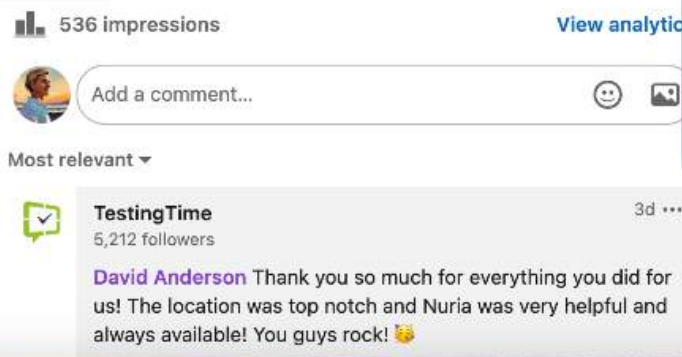 536 impressions
View analytic
Add a comment...
Most relevant
TestingTime
3d
5,212 followers
David Anderson Thank you so much for everything you did for
us! The location was top notch and Nuria was very helpful and
always available! You guys rock! 🥳